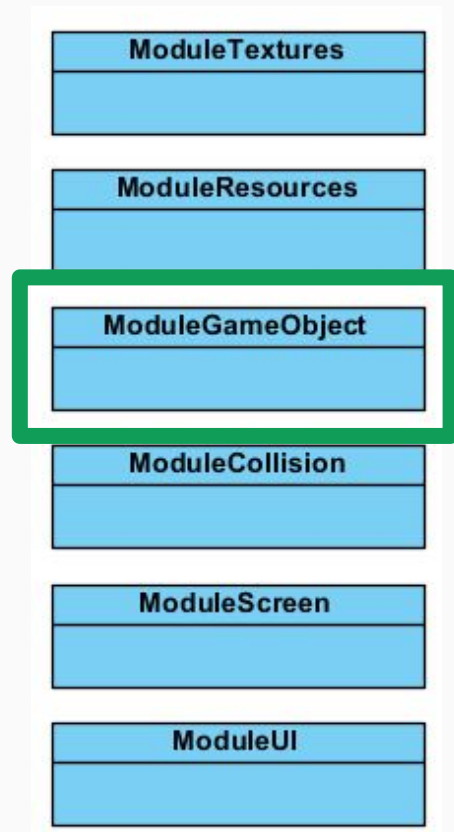 ModuleTextures
ModuleResources
ModuleGameObject
ModuleCollision
ModuleScreen
ModuleUI